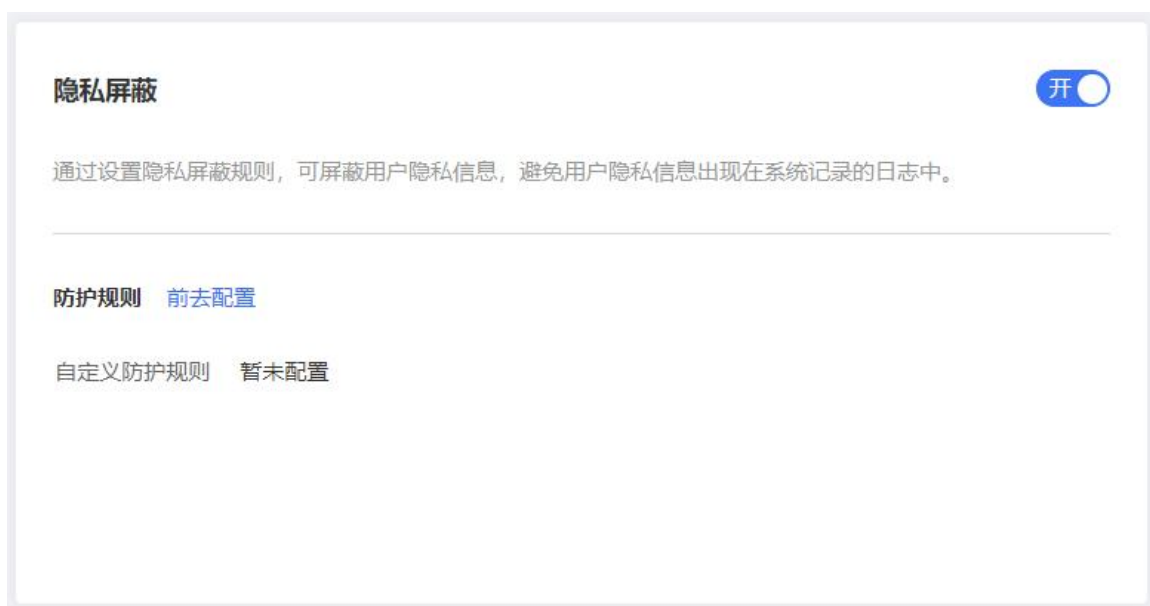 隐私屏蔽
开
通过设置隐私屏蔽规则，可屏蔽用户隐私信息，避免用户隐私信息出现在系统记录的日志中。
防护规则 前去配置
自定义防护规则 暂未配置